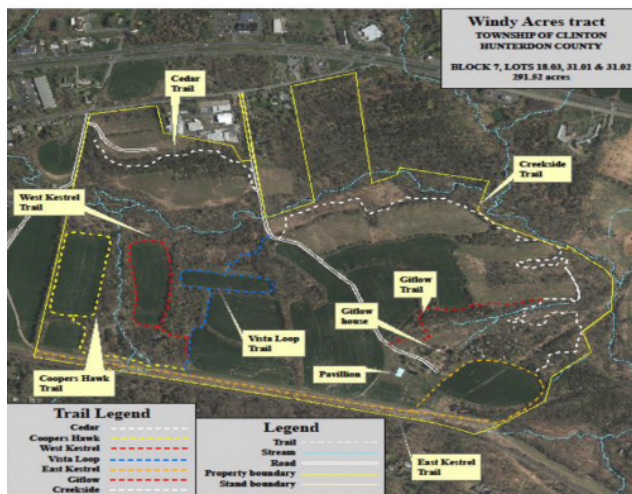 Windy Acres tract
TOWNSHIP OF CLINTON
HUNTERDON COUNTY
BLOCK 7, LOTS 18.03, 31.01 & 31.02
291.52 acres
Cedar
Trail
Creekside
Trail
West Kestrel
Trail
Gitlow
Trail
Gitlow
house
Vista Loop
Trail
Pavillion
Coopers Hawk
Trail
East Kestrel
Trail
Trail Legend
Cedar
Coopers Hawk
West Kestrel
Vista Loop
East Kestrel
Gitlow
Creekside
Legend
Trail
Stream
Road
Property boundary
Stand boundary